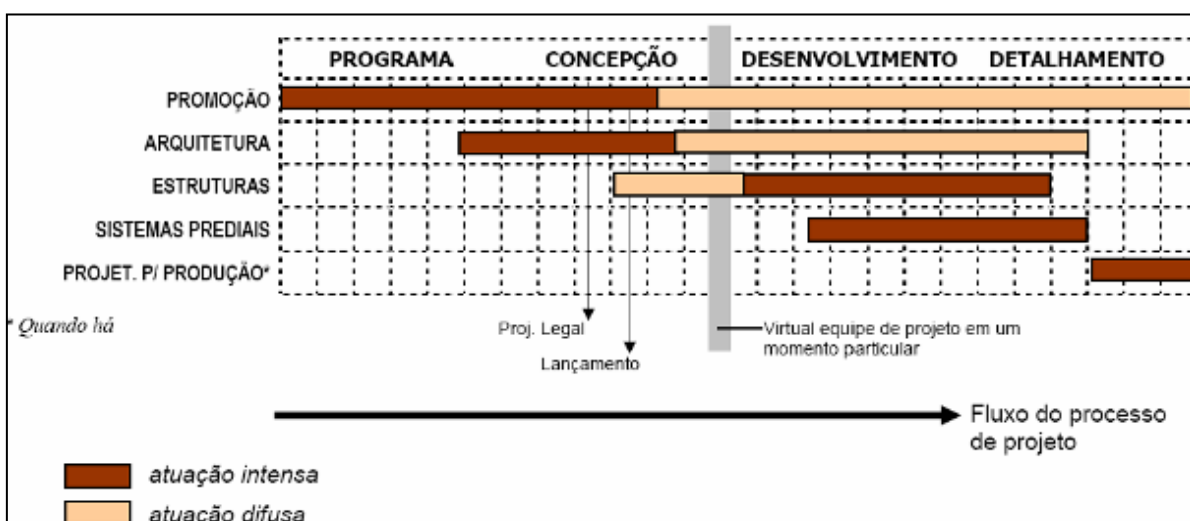 PROGRAMA CONCEPÇÃO DESENVOLVIMENTO DETALHAMENTO
PROMOÇÃO
ARQUITETURA
ESTRUTURAS
SISTEMAS PREDIAIS
PROJET. P/ PRODUÇÃO*
* Quando há
Proj. Legal
Lançamento
Virtual equipe de projeto em um
momento particular
Fluxo do processo
de projeto
atuação intensa
atuação difusa